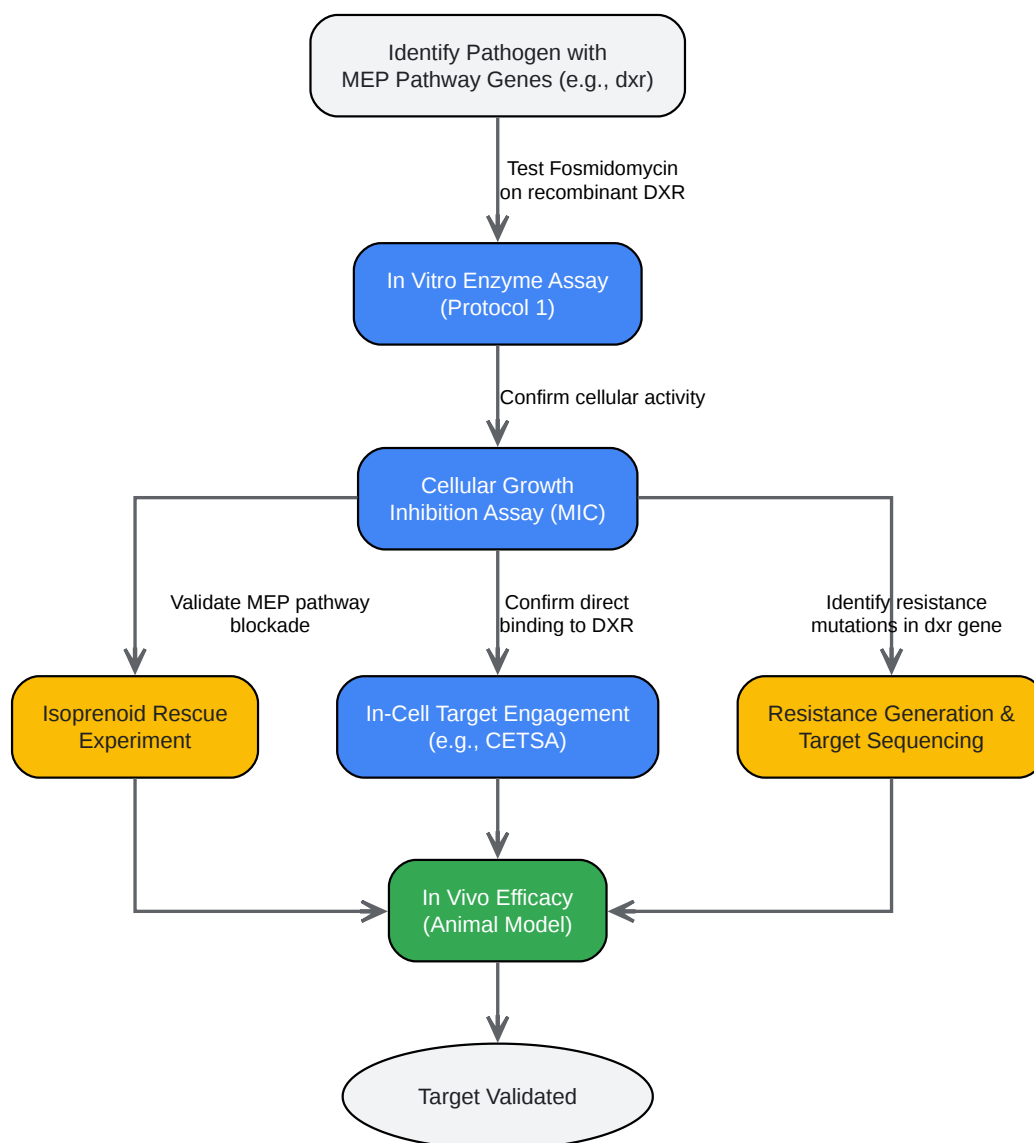 Identify Pathogen with
MEP Pathway Genes (e.g., dxr)
Test Fosmidomycin
on recombinant DXR
In Vitro Enzyme Assay
(Protocol 1)
Confirm cellular activity
Cellular Growth
Inhibition Assay (MIC)
Validate MEP pathway
blockade
Confirm direct
binding to DXR
Identify resistance
mutations in dxr gene
Isoprenoid Rescue
Experiment
In-Cell Target Engagement
(e.g., CETSA)
Resistance Generation &
Target Sequencing
In Vivo Efficacy
(Animal Model)
Target Validated